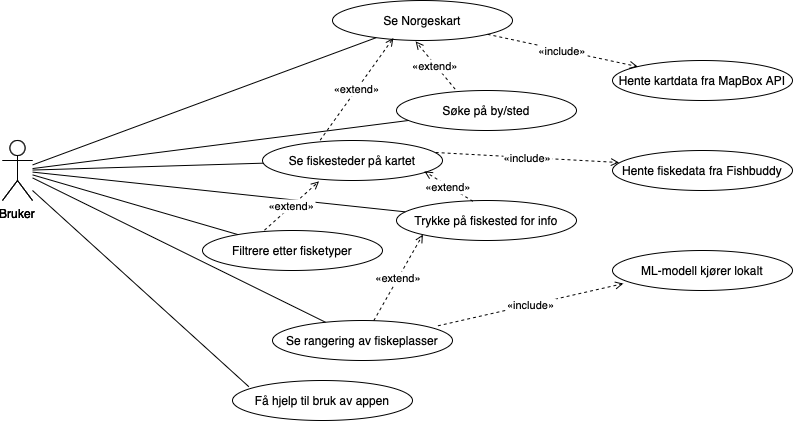 Se Norgeskart
«include»
«extend»
Hente kartdata fra MapBox API
«extend»
Søke på by/sted
Se fiskesteder på kartet
«include»
Hente fiskedata fra Fishbuddy
«extend»
Bruker
«extend»
Trykke på fiskested for info
Filtrere etter fisketyper
«extend»
ML-modell kjører lokalt
«include»
Se rangering av fiskeplasser
Få hjelp til bruk av appen